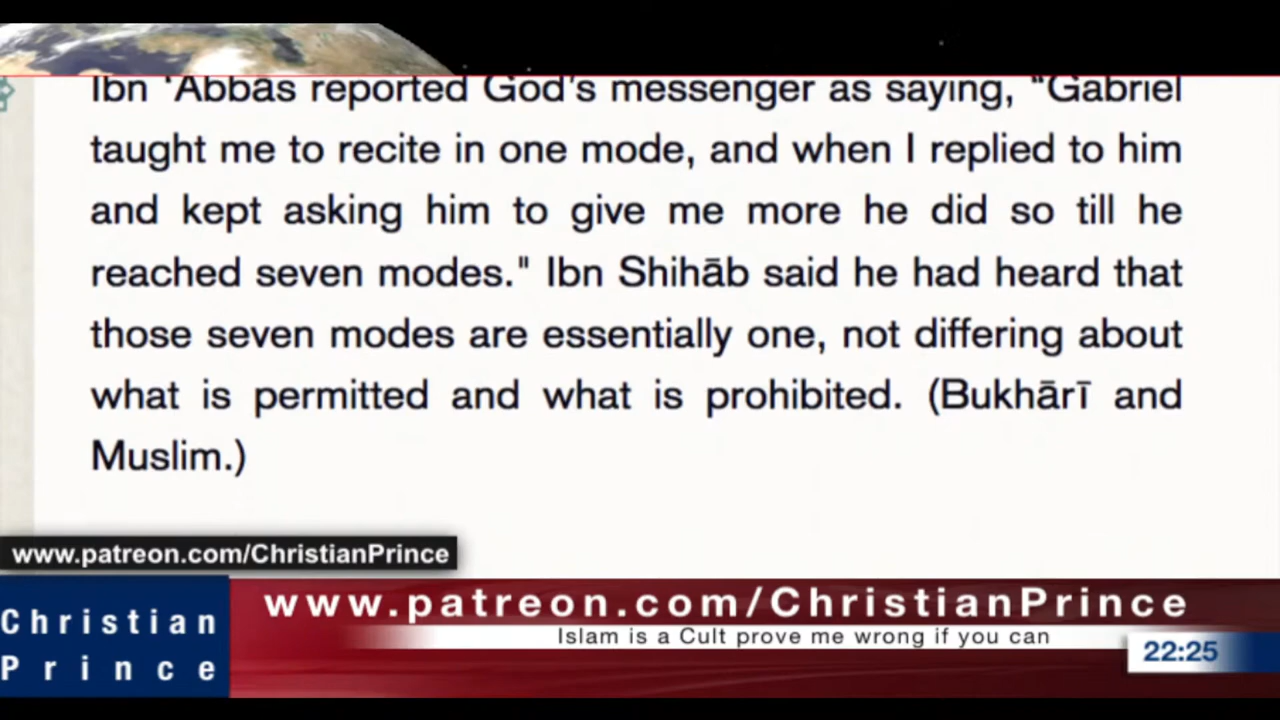 Ibn ‘Abbās reported God's messenger as saying, "Gabriel
taught me to recite in one mode, and when I replied to him
and kept asking him to give me more he did so till he
reached seven modes." Ibn Shihāb said he had heard that
those seven modes are essentially one, not differing about
what is permitted and what is prohibited. (Bukhārī and
Muslim.)
www.patreon.com/ChristianPrince
www.patreon.com/ChristianPrince
Islam is a Cult prove me wrong if you can
Christian
Prince
22:25